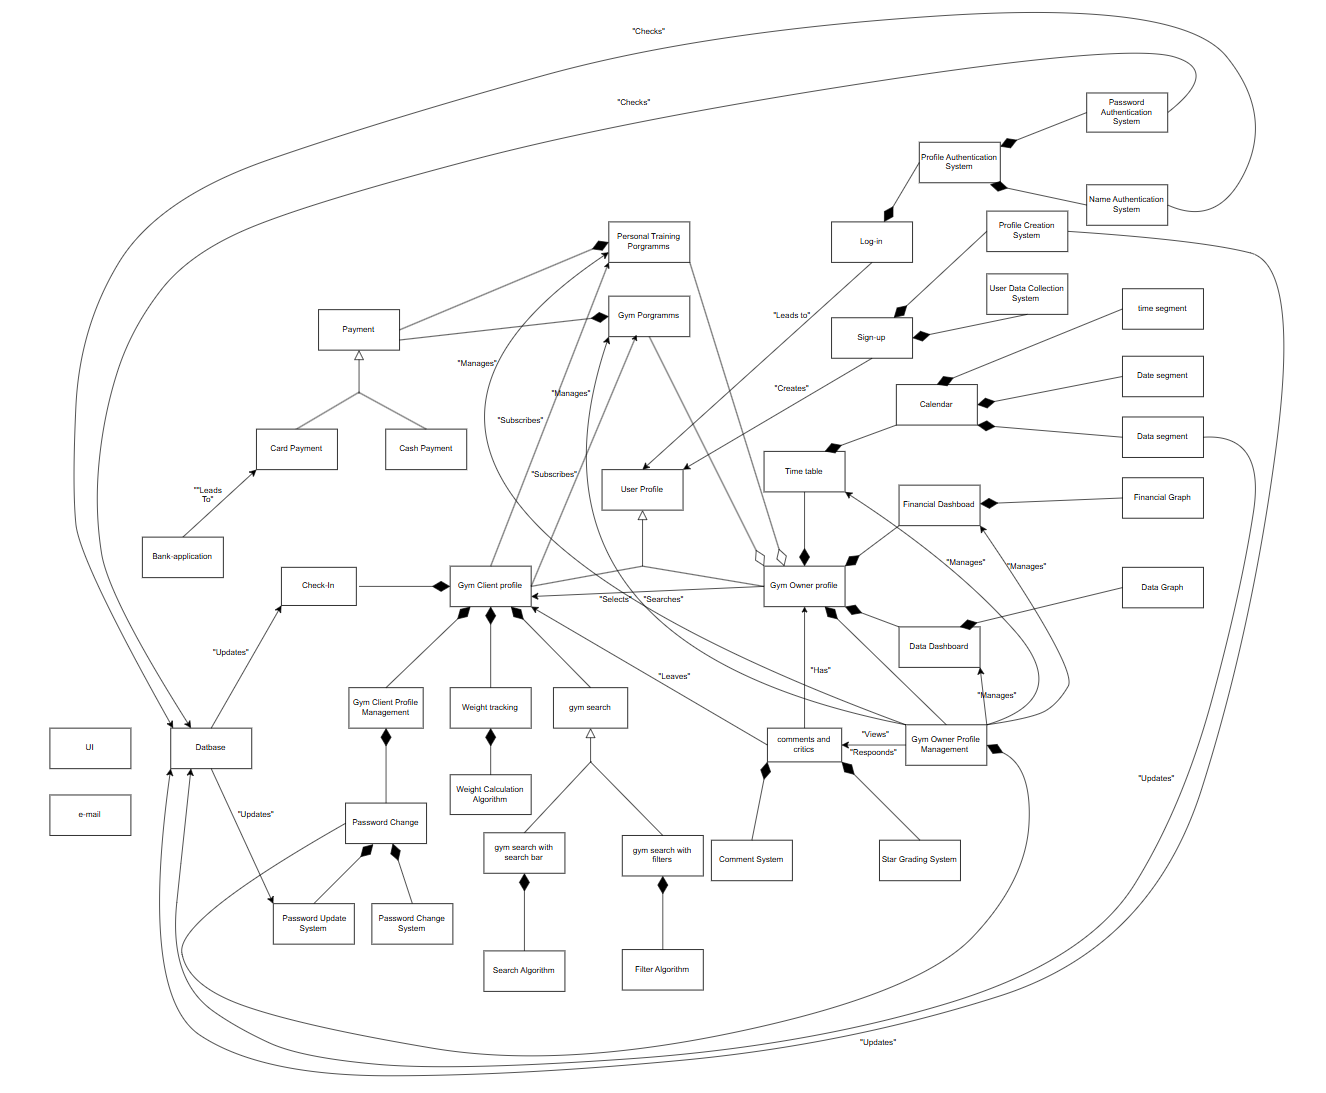 "Checks"
"Checks"
Password
Authentication
System
Profile Authentication
System
Name Authentication
System
Profile Creation
System
Personal Training
Porgramms
Log-in
User Data Collection
System
time segment
Gym Porgramms
"Leads to"
Payment
Sign-up
"Manages"
Date segment
"Creates"
"Manages"
Calendar
"Subscribes"
Data segment
Card Payment
Cash Payment
"Subscribes"
Time table
User Profile
""Leads
To"
Financial Dashboad
Financial Graph
Bank-application
"Manages"
"Manages"
Check-In
Gym Client profile
Gym Owner profile
Data Graph
"Selects"
"Searches"
Data Dashboard
"Updates"
"Has"
"Leaves"
"Manages"
Gym Client Profile
Management
Weight tracking
gym search
UI
Datbase
comments and
critics
"Views"
"Respoonds"
Gym Owner Profile
Management
"Updates"
Weight Calculation
Algorithm
e-mail
"Updates"
Password Change
gym search with
search bar
gym search with
filters
Comment System
Star Grading System
Password Update
System
Password Change
System
Search Algorithm
Filter Algorithm
"Updates"